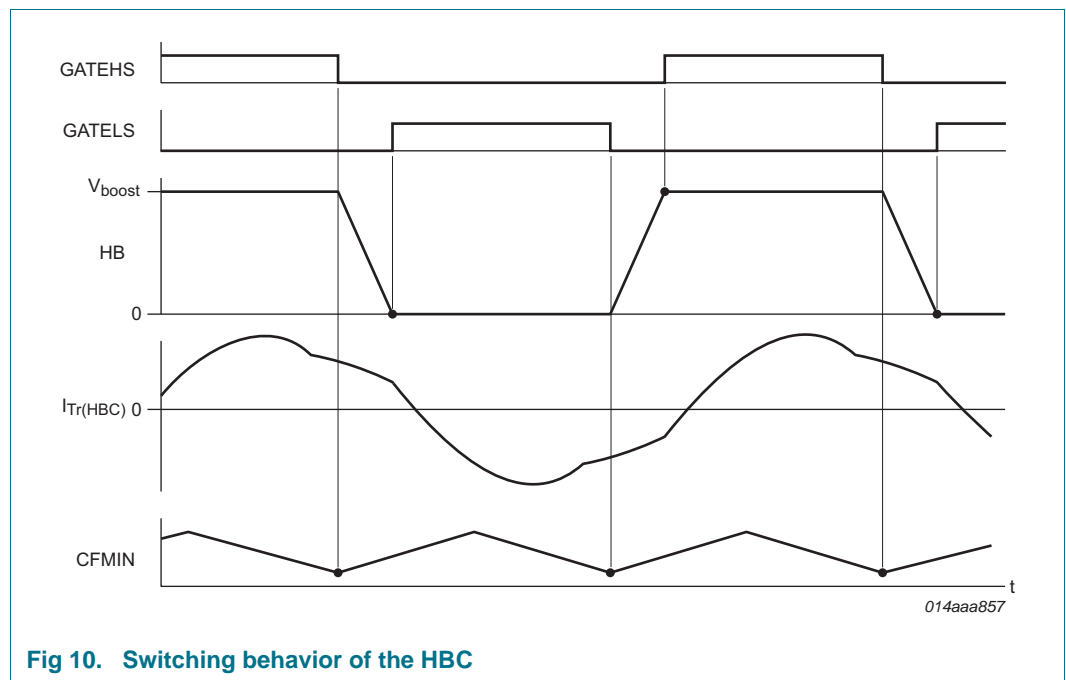 GATEHS
GATELS
Vboost
HB
0
ITr(HBC) 0
CFMIN
t
014aaa857
Fig 10. Switching behavior of the HBC